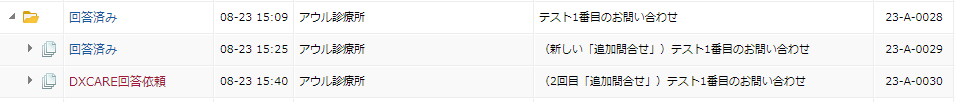 回答済み 08-23 15:09 アウル診療所 テスト1番目のお問い合わせ 23-A-0028
回答済み 08-23 15:25 アウル診療所 （新しい「追加問合せ」）テスト1番目のお問い合わせ 23-A-0029
DXCARE回答依頼 08-23 15:40 アウル診療所 （2回目「追加問合せ」）テスト1番目のお問い合わせ 23-A-0030